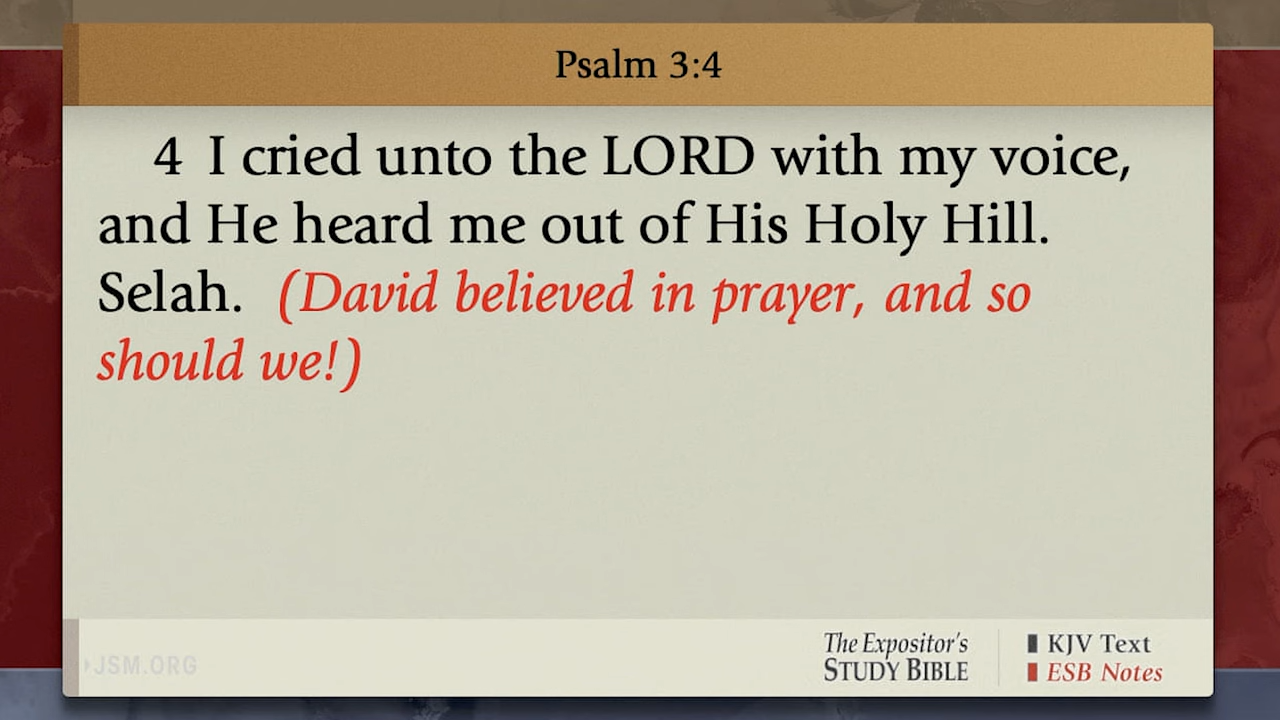 Psalm 3:4
4 I cried unto the LORD with my voice,
and He heard me out of His Holy Hill.
Selah. (David believed in prayer, and so
should we!)
JSM.ORG
The Expositor's
STUDY BIBLE
KJV Text
ESB Notes